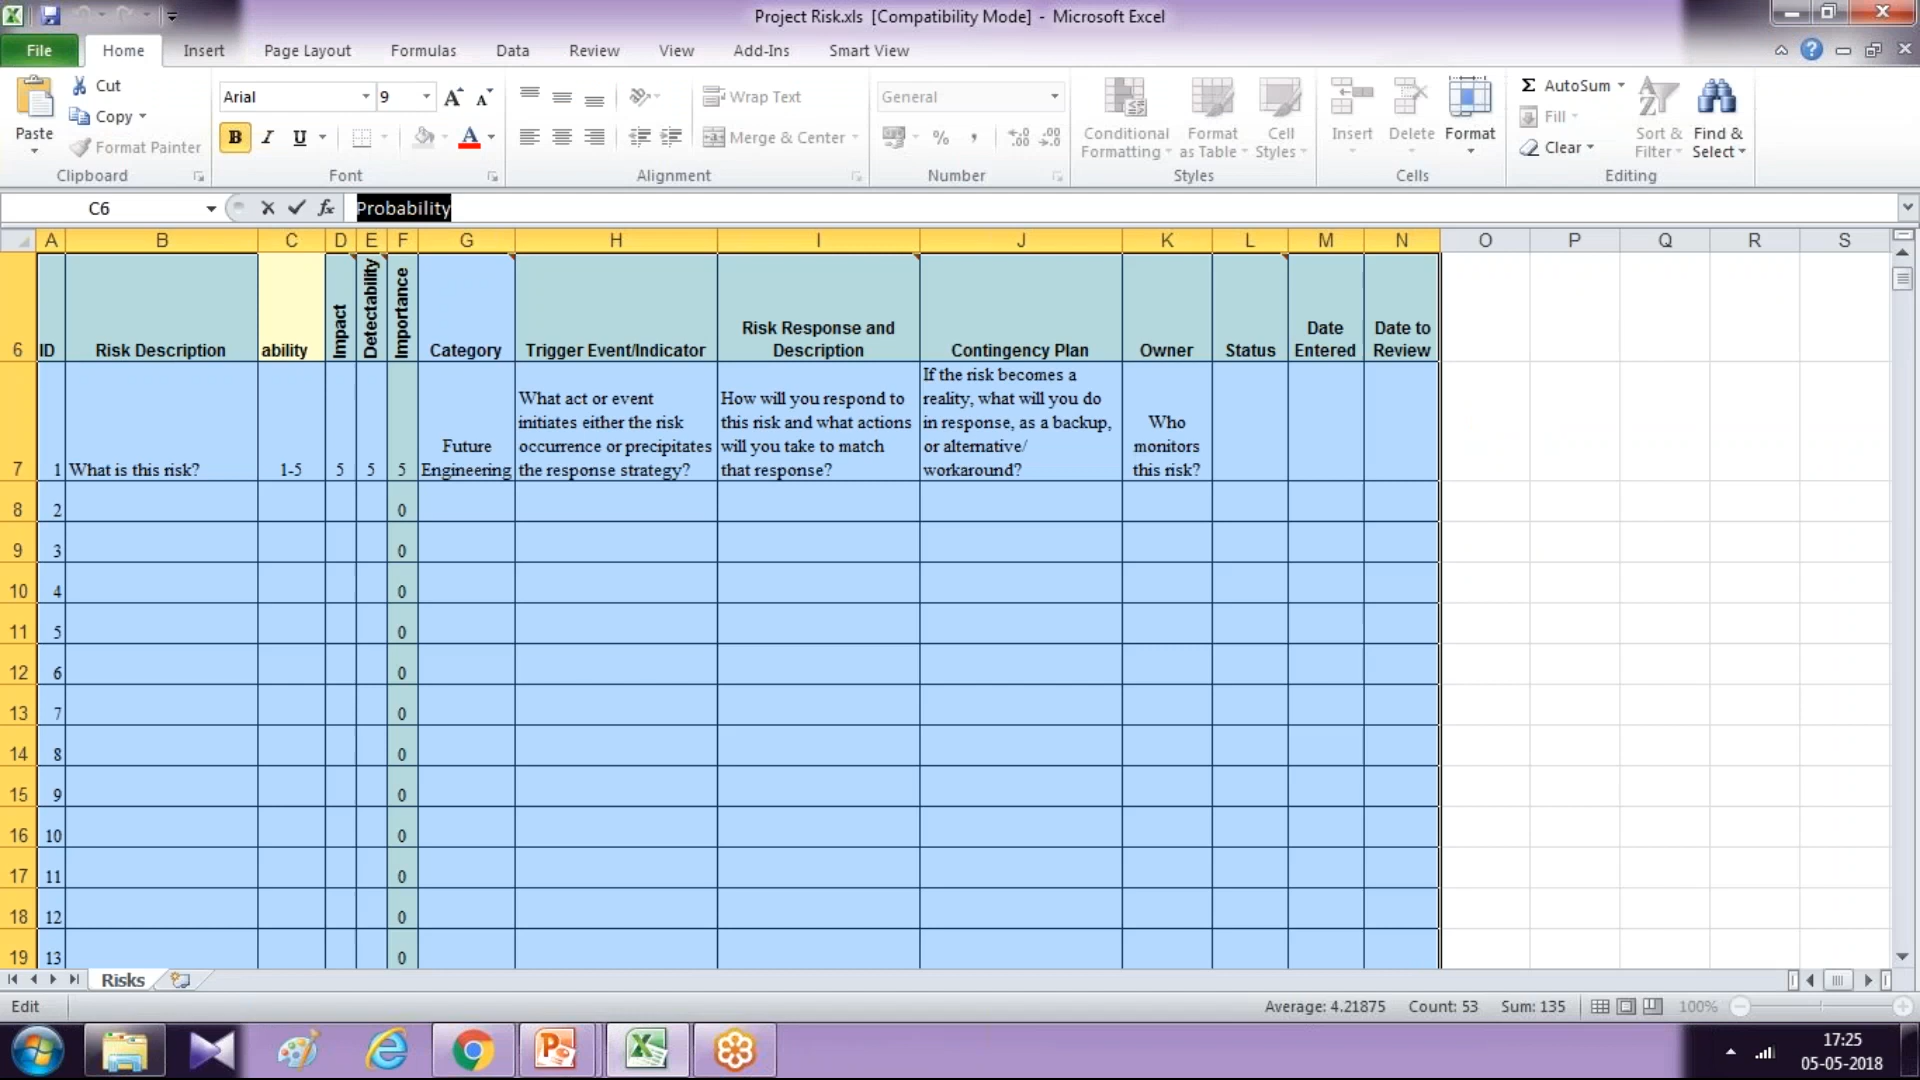 Project Risk.xls [Compatibility Mode] - Microsoft Excel
File Home Insert Page Layout Formulas Data Review View Add-Ins Smart View
Paste Cut Copy Format Painter Clipboard
Arial 9 A A B I U A Font
Wrap Text Merge & Center Alignment
General % , .00 Number
Conditional Formatting Format as Table Cell Styles Styles
Insert Delete Format Cells
Σ AutoSum Fill Clear Sort & Filter Find & Select Editing
C6 fx Probability
A B C D E F G H I J K L M N O P Q R S
6 ID Risk Description ability Impact Detectability Importance Category Trigger Event/Indicator Risk Response and Description Contingency Plan Owner Status Date Entered Date to Review
7 1 What is this risk? 1-5 5 5 5 Future Engineering What act or event initiates either the risk occurrence or precipitates the response strategy? How will you respond to this risk and what actions will you take to match that response? If the risk becomes a reality, what will you do in response, as a backup, or alternative/ workaround? Who monitors this risk?
8 2 0
9 3 0
10 4 0
11 5 0
12 6 0
13 7 0
14 8 0
15 9 0
16 10 0
17 11 0
18 12 0
19 13 0
Risks
Edit Average: 4.21875 Count: 53 Sum: 135 100%
17:25
05-05-2018